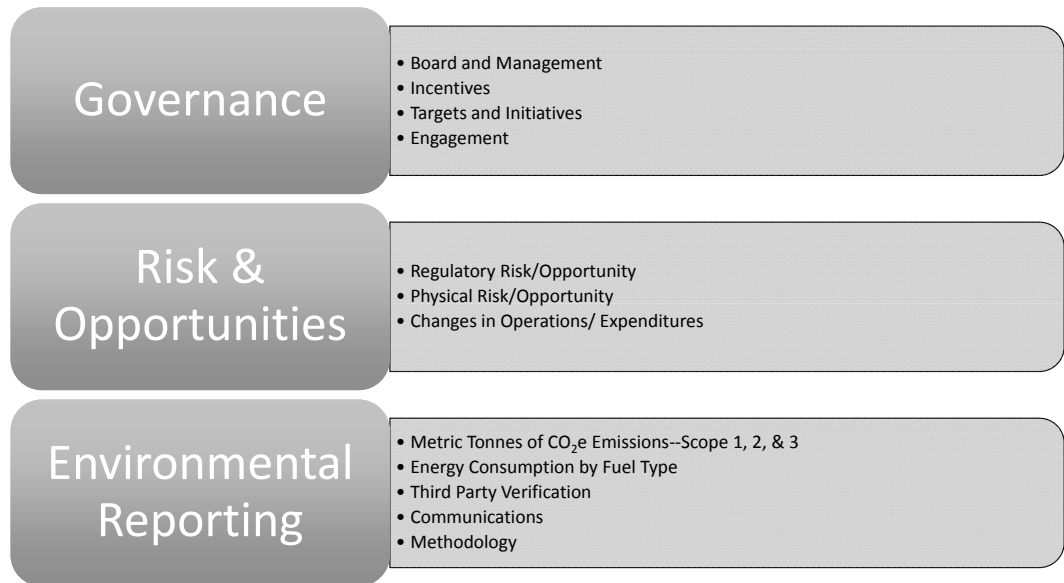 Governance
• Board and Management
• Incentives
• Targets and Initiatives
• Engagement
Risk &
Opportunities
• Regulatory Risk/Opportunity
• Physical Risk/Opportunity
• Changes in Operations/ Expenditures
Environmental
Reporting
• Metric Tonnes of CO₂e Emissions--Scope 1, 2, & 3
• Energy Consumption by Fuel Type
• Third Party Verification
• Communications
• Methodology